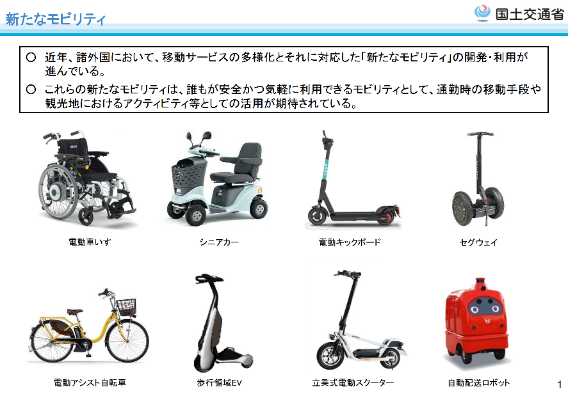 新たなモビリティ
国土交通省
○ 近年、諸外国において、移動サービスの多様化とそれに対応した「新たなモビリティ」の開発・利用が
進んでいる。
○ これらの新たなモビリティは、誰もが安全かつ気軽に利用できるモビリティとして、通勤時の移動手段や
観光地におけるアクティビティ等としての活用が期待されている。
電動車いす
シニアカー
電動キックボード
セグウェイ
電動アシスト自転車
歩行領域EV
立乗式電動スクーター
自動配送ロボット
1